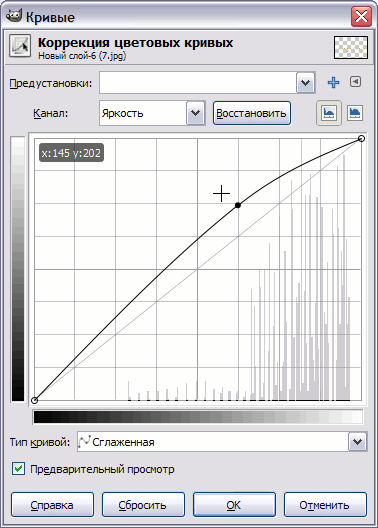 Кривые
Коррекция цветовых кривых
Новый слой-6 (7.jpg)
Предустановки:
Канал: Яркость Восстановить
x:145 y:202
Тип кривой: Сглаженная
Предварительный просмотр
Справка Сбросить OK Отменить